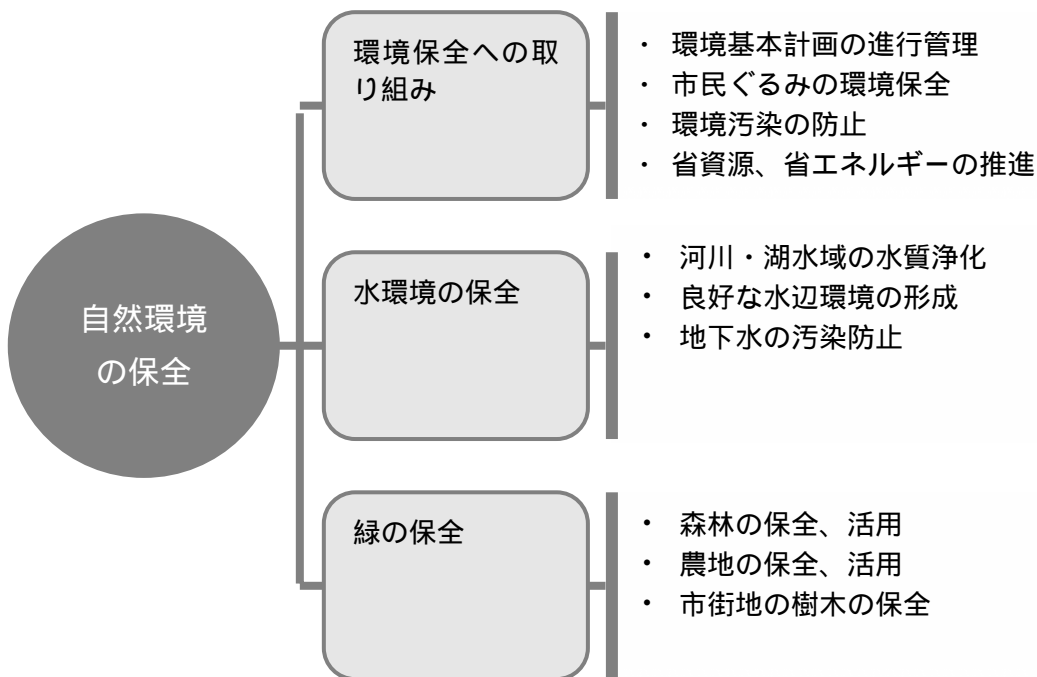 自然環境
の保全
環境保全への取
り組み
・ 環境基本計画の進行管理
・ 市民ぐるみの環境保全
・ 環境汚染の防止
・ 省資源、省エネルギーの推進
水環境の保全
・ 河川・湖水域の水質浄化
・ 良好な水辺環境の形成
・ 地下水の汚染防止
緑の保全
・ 森林の保全、活用
・ 農地の保全、活用
・ 市街地の樹木の保全